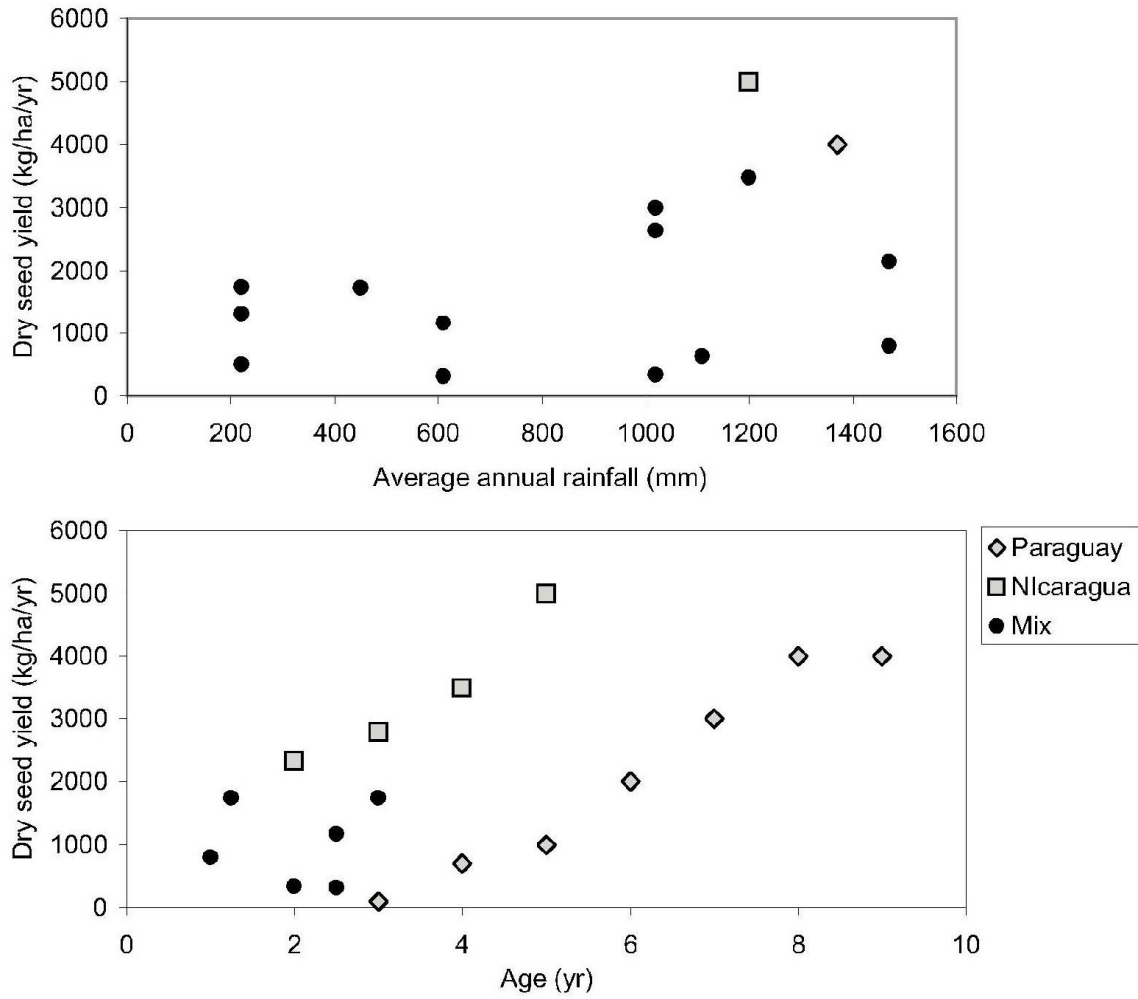 6000
5000
4000
3000
2000
1000
0
Dry seed yield (kg/ha/yr)
0 200 400 600 800 1000 1200 1400 1600
Average annual rainfall (mm)
6000
5000
4000
3000
2000
1000
0
Dry seed yield (kg/ha/yr)
0 2 4 6 8 10
Age (yr)
Paraguay
NIcaragua
Mix